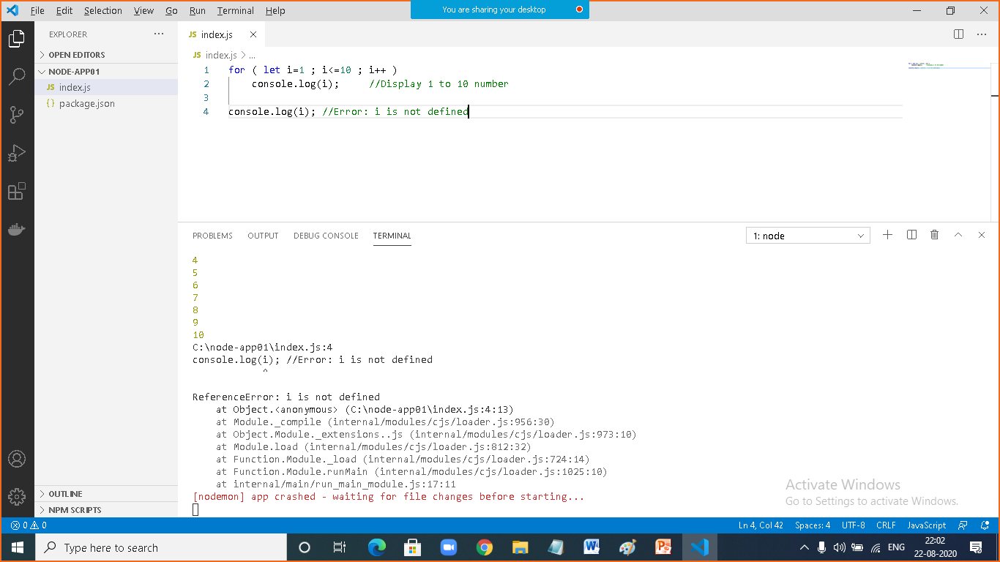 File Edit Selection View Go Run Terminal Help
You are sharing your desktop
EXPLORER
OPEN EDITORS
NODE-APP01
JS index.js
{} package.json
OUTLINE
NPM SCRIPTS
JS index.js
JS index.js > ...
1 for ( let i=1 ; i<=10 ; i++ )
2 console.log(i); //Display 1 to 10 number
3
4 console.log(i); //Error: i is not defined
PROBLEMS OUTPUT DEBUG CONSOLE TERMINAL
1: node
4
5
6
7
8
9
10
C:\node-app01\index.js:4
console.log(i); //Error: i is not defined
^
ReferenceError: i is not defined
at Object.<anonymous> (C:\node-app01\index.js:4:13)
at Module._compile (internal/modules/cjs/loader.js:956:30)
at Object.Module._extensions..js (internal/modules/cjs/loader.js:973:10)
at Module.load (internal/modules/cjs/loader.js:812:32)
at Function.Module._load (internal/modules/cjs/loader.js:724:14)
at Function.Module.runMain (internal/modules/cjs/loader.js:1025:10)
at internal/main/run_main_module.js:17:11
[nodemon] app crashed - waiting for file changes before starting...
Activate Windows
Go to Settings to activate Windows.
0 0
Ln 4, Col 42 Spaces: 4 UTF-8 CRLF JavaScript
Type here to search
ENG
22:02
22-08-2020